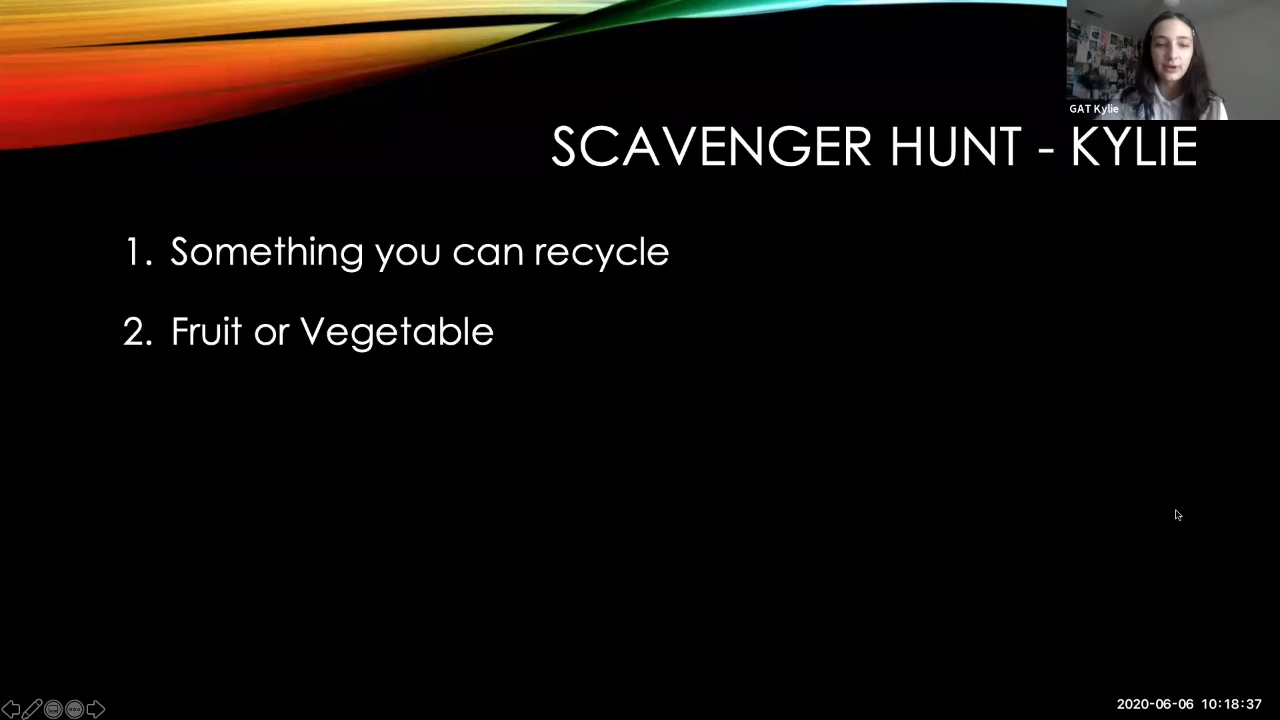 GAT Kylie
SCAVENGER HUNT - KYLIE
1. Something you can recycle
2. Fruit or Vegetable
2020-06-06 10:18:37